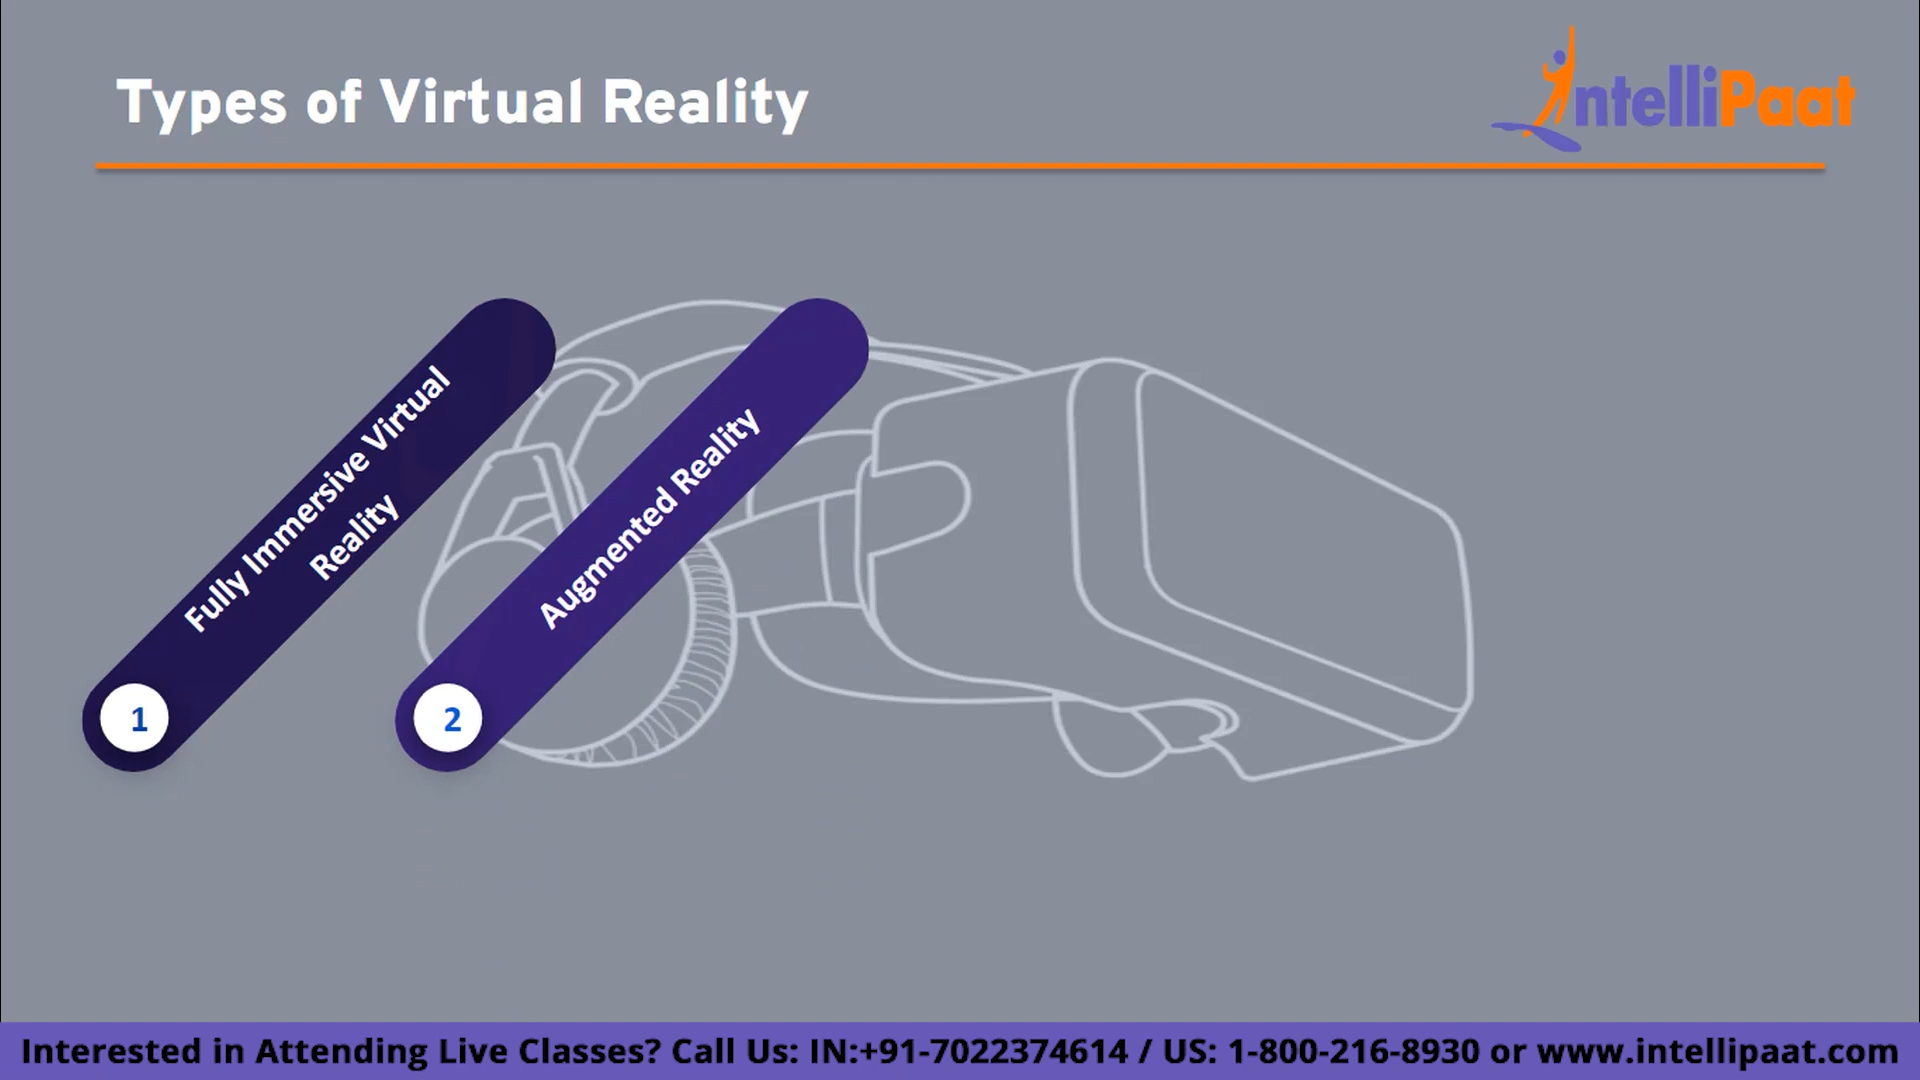 Types of Virtual Reality
ntelliPaat
Fully Immersive Virtual
Reality
1
Augmented Reality
2
Interested in Attending Live Classes? Call Us: IN:+91-7022374614 / US: 1-800-216-8930 or www.intellipaat.com